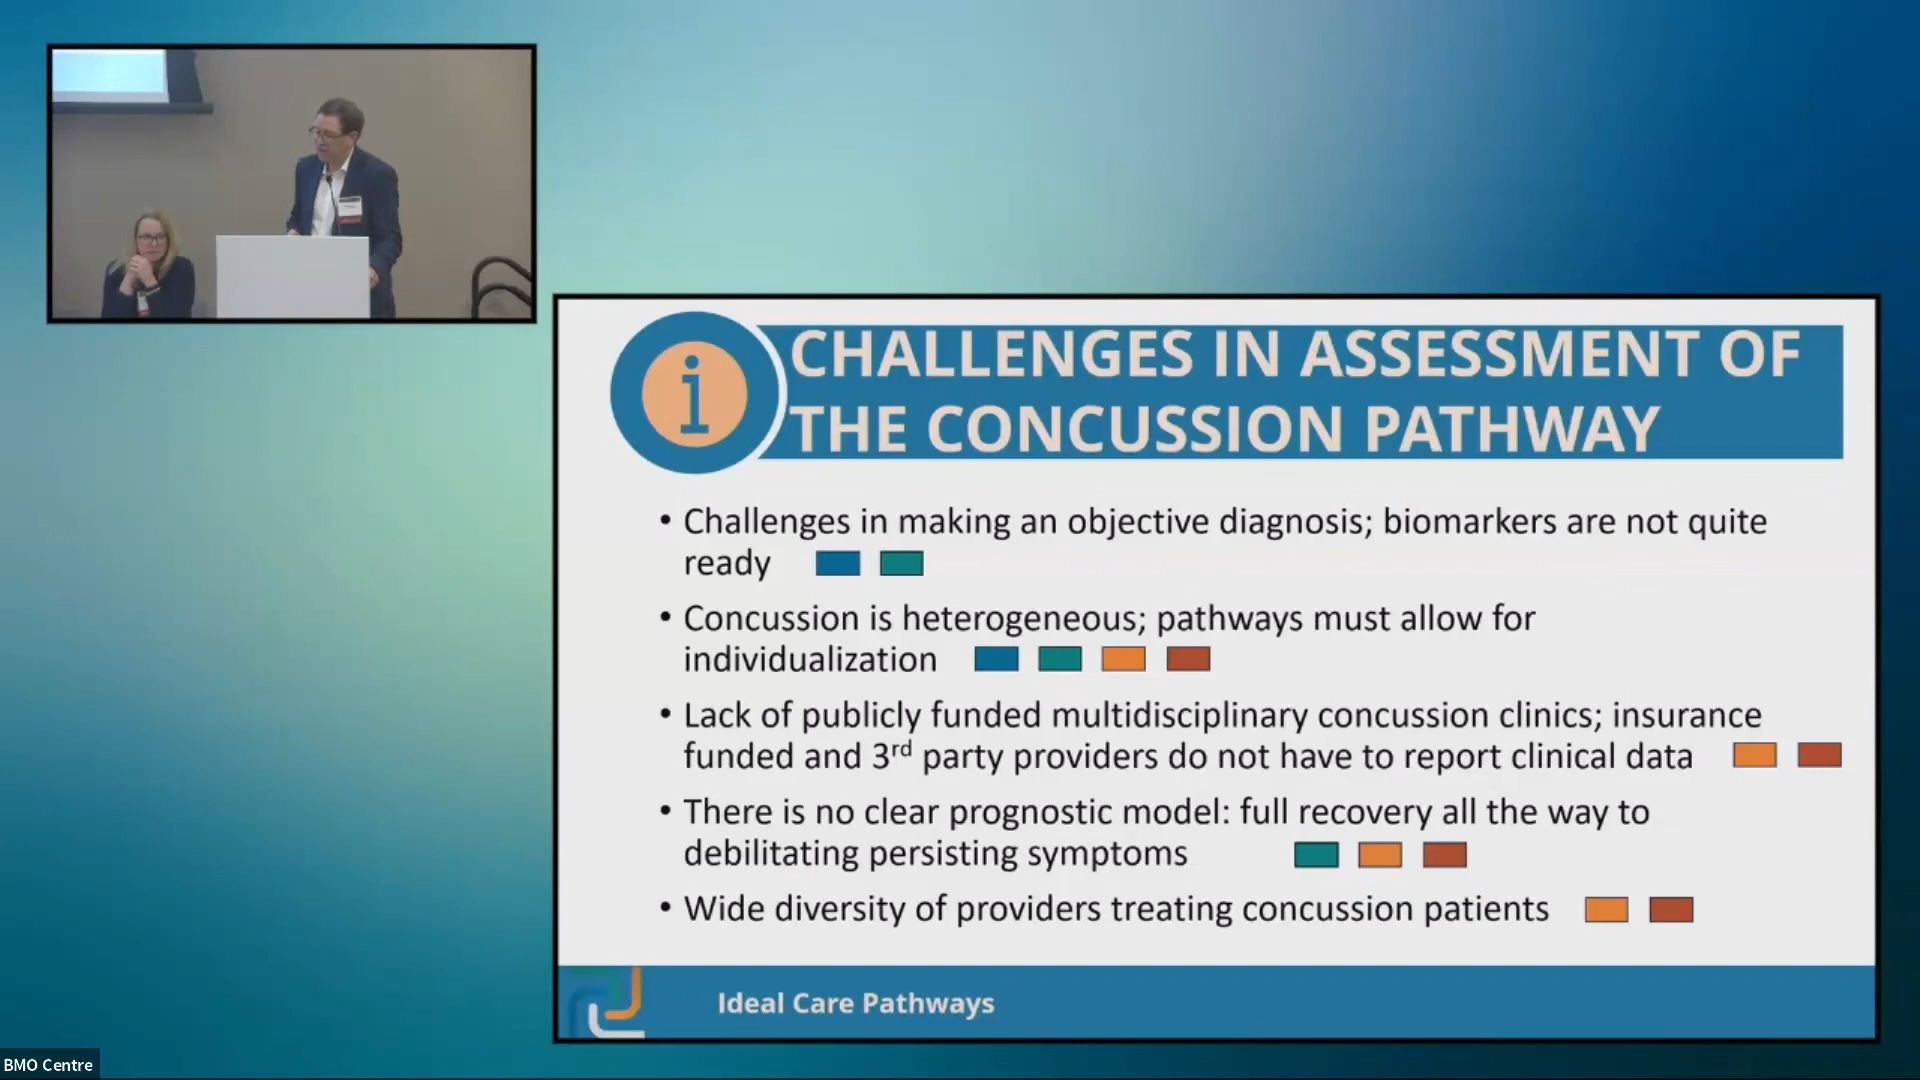 CHALLENGES IN ASSESSMENT OF
THE CONCUSSION PATHWAY
• Challenges in making an objective diagnosis; biomarkers are not quite
ready
• Concussion is heterogeneous; pathways must allow for
individualization
• Lack of publicly funded multidisciplinary concussion clinics; insurance
funded and 3rd party providers do not have to report clinical data
• There is no clear prognostic model: full recovery all the way to
debilitating persisting symptoms
• Wide diversity of providers treating concussion patients
Ideal Care Pathways
BMO Centre